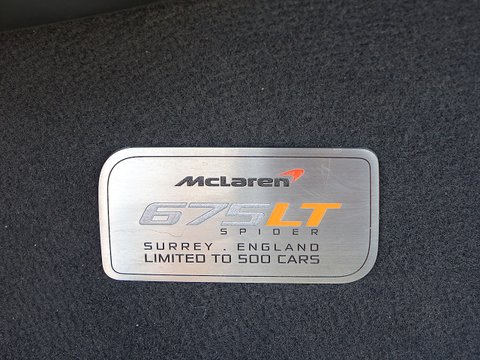 McLaren
675LT
SPIDER
SURREY . ENGLAND
LIMITED TO 500 CARS